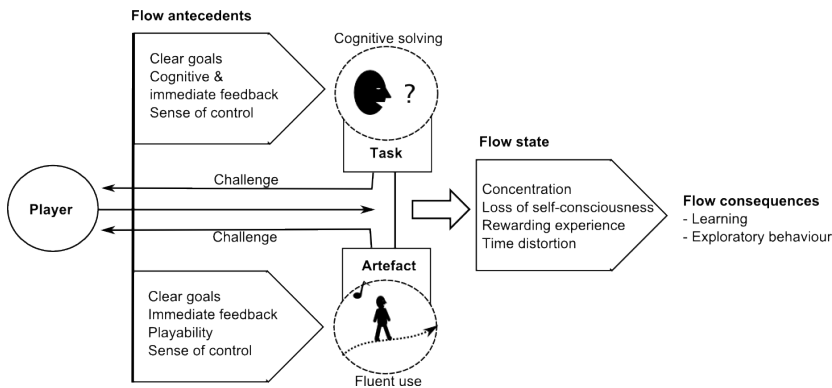 Flow antecedents
Clear goals
Cognitive &
immediate feedback
Sense of control
Cognitive solving
?
Task
Challenge
Player
Challenge
Artefact
Clear goals
Immediate feedback
Playability
Sense of control
Fluent use
Flow state
Concentration
Loss of self-consciousness
Rewarding experience
Time distortion
Flow consequences
- Learning
- Exploratory behaviour